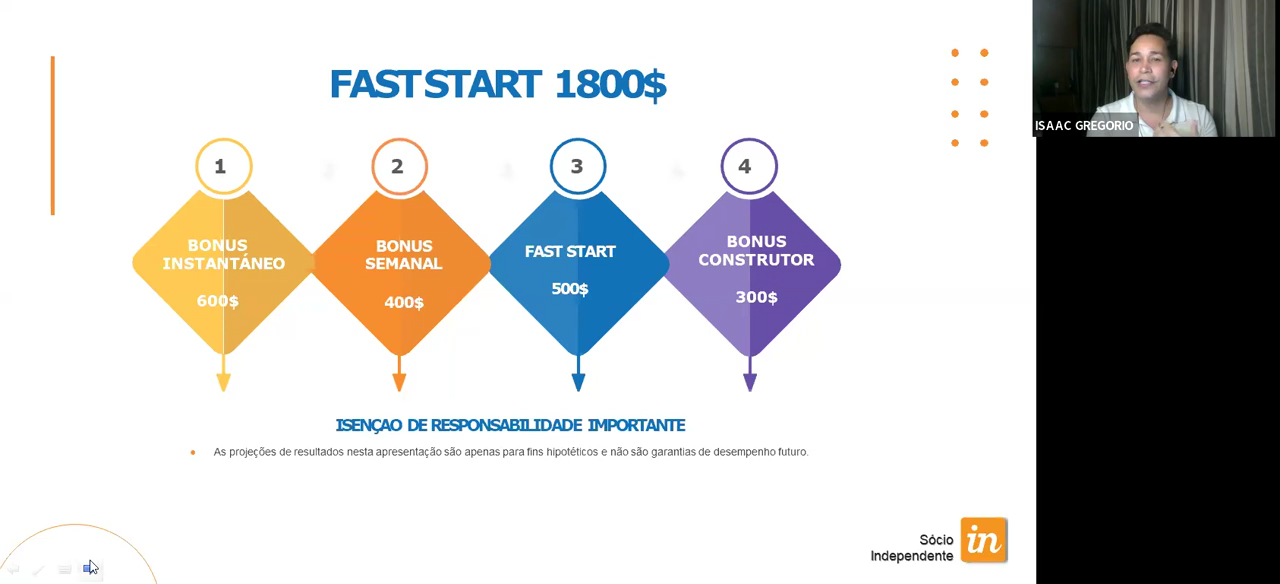 FAST START 1800$
ISAAC GREGORIO
1
2
3
4
BONUS
INSTANTÁNEO
600$
BONUS
SEMANAL
400$
FAST START
500$
BONUS
CONSTRUTOR
300$
ISENÇAO DE RESPONSABILIDADE IMPORTANTE
• As projeções de resultados nesta apresentação são apenas para fins hipotéticos e não são garantias de desempenho futuro.
Sócio
Independente
in